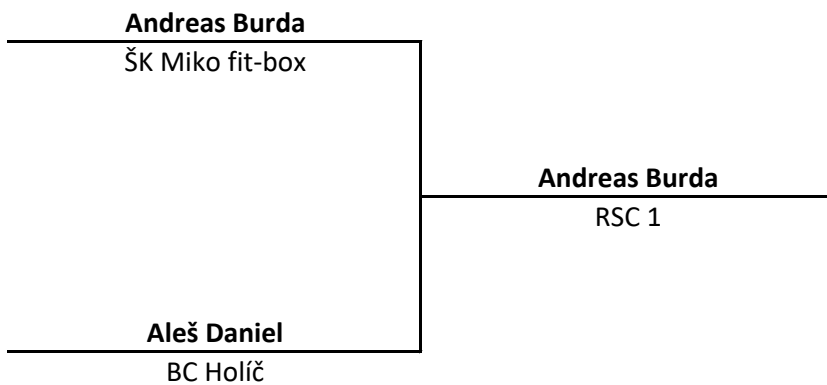 Andreas Burda
ŠK Miko fit-box
Andreas Burda
RSC 1
Aleš Daniel
BC Holíč